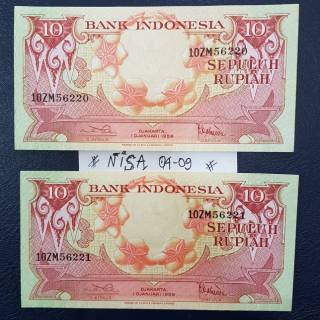 BANK INDONESIA
10
10
10ZM56220
SEPULUH
RUPIAH
10ZM56220
DJAKARTA
1 DJANUARI 1959
# NISA 04-09 #
BANK INDONESIA
10
10
10ZM56221
SEPULUH
RUPIAH
10ZM56221
DJAKARTA
1 DJANUARI 1959